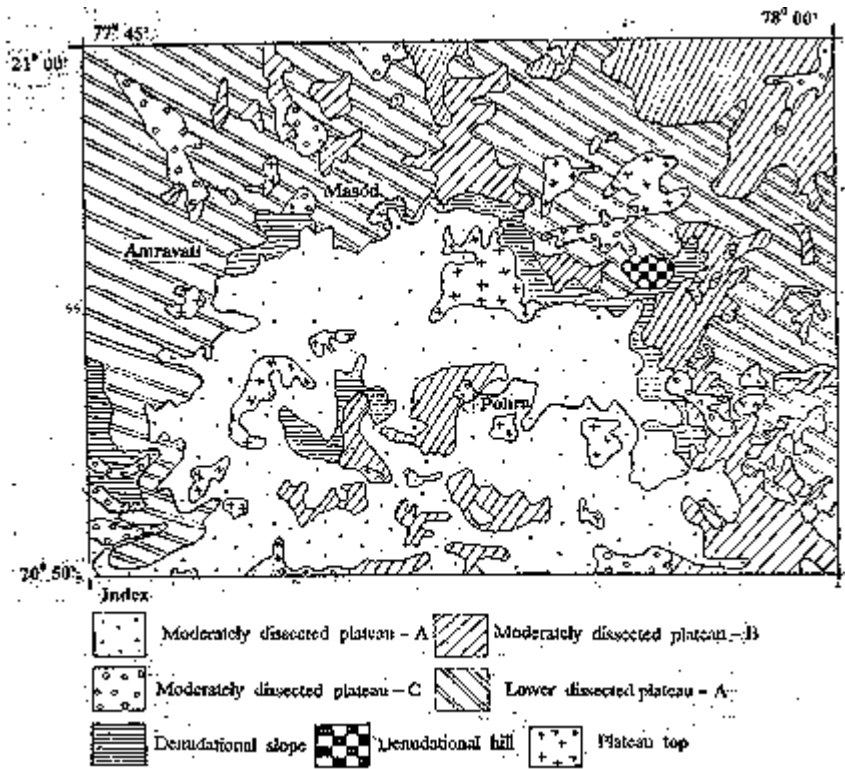 77° 45'
78° 00'
21° 00'
Masod
Amravati
Pohra
20° 50'
Index
Moderately dissected plateau - A
Moderately dissected plateau - B
Moderately dissected plateau - C
Lower dissected plateau - A
Denudational slope
Denudational hill
Plateau top